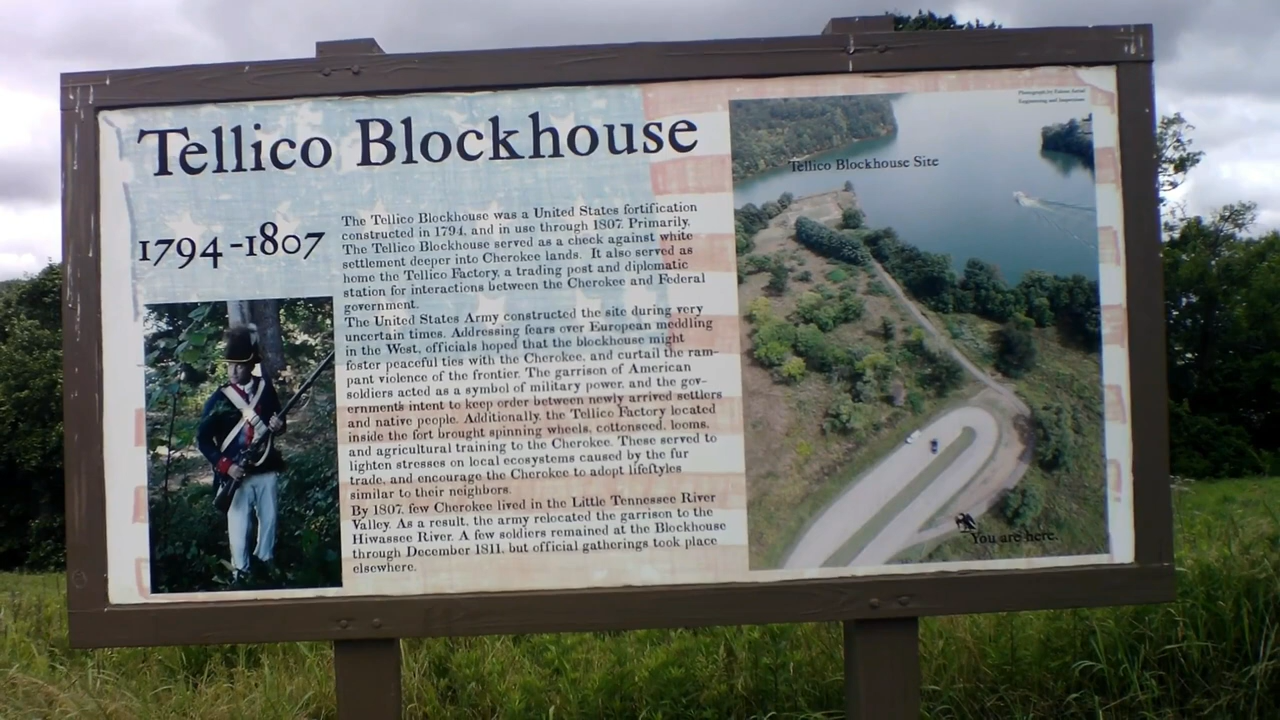 Tellico Blockhouse
1794-1807
The Tellico Blockhouse was a United States fortification
constructed in 1794, and in use through 1807. Primarily,
The Tellico Blockhouse served as a check against white
settlement deeper into Cherokee lands. It also served as
home the Tellico Factory, a trading post and diplomatic
station for interactions between the Cherokee and Federal
government.
The United States Army constructed the site during very
uncertain times. Addressing fears over European meddling
in the West, officials hoped that the blockhouse might
foster peaceful ties with the Cherokee, and curtail the ram-
pant violence of the frontier. The garrison of American
soldiers acted as a symbol of military power, and the gov-
ernments intent to keep order between newly arrived settlers
and native people. Additionally, the Tellico Factory located
inside the fort brought spinning wheels, cottonseed, looms,
and agricultural training to the Cherokee. These served to
lighten stresses on local ecosystems caused by the fur
trade, and encourage the Cherokee to adopt lifeftyles
similar to their neighbors.
By 1807, few Cherokee lived in the Little Tennessee River
Valley. As a result, the army relocated the garrison to the
Hiwassee River. A few soldiers remained at the Blockhouse
through December 1811, but official gatherings took place
elsewhere.
Photograph by
Engineering and
Tellico Blockhouse Site
You are here.